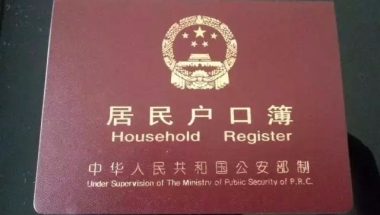 居民户口簿
Household Register
中华人民共和国公安部制
Under Supervision of The Ministry of Public Security of P.R.C.